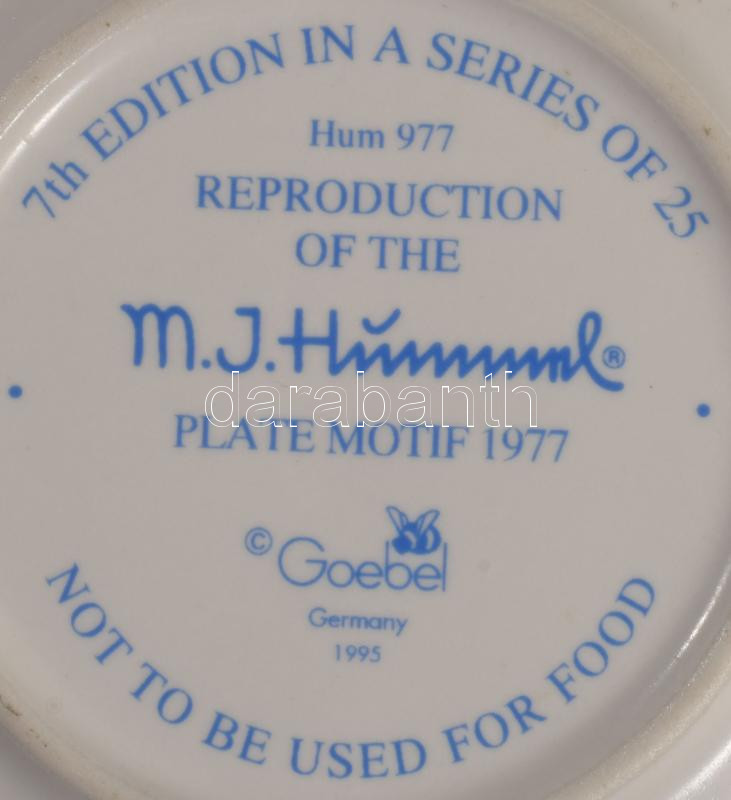 7th EDITION IN A SERIES OF 25
Hum 977
REPRODUCTION
OF THE
M.J.Hummel®
darabanth
PLATE MOTIF 1977
© Goebel
Germany
1995
NOT TO BE USED FOR FOOD